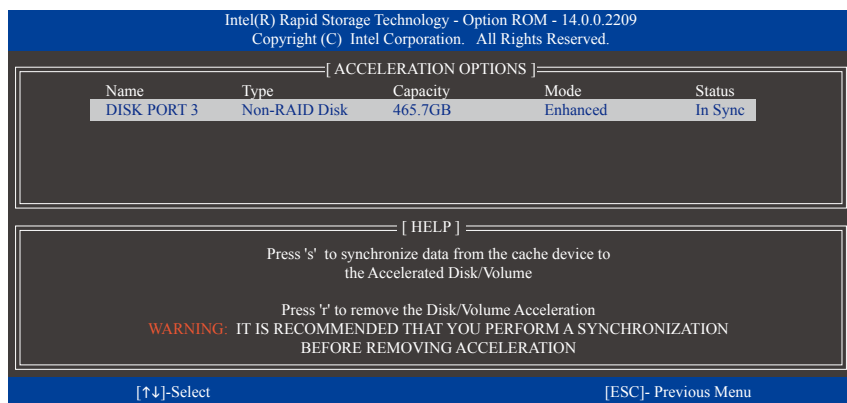 Intel(R) Rapid Storage Technology - Option ROM - 14.0.0.2209
Copyright (C) Intel Corporation. All Rights Reserved.
[ ACCELERATION OPTIONS ]
Name Type Capacity Mode Status
DISK PORT 3 Non-RAID Disk 465.7GB Enhanced In Sync
[ HELP ]
Press 's' to synchronize data from the cache device to
the Accelerated Disk/Volume
Press 'r' to remove the Disk/Volume Acceleration
WARNING: IT IS RECOMMENDED THAT YOU PERFORM A SYNCHRONIZATION
BEFORE REMOVING ACCELERATION
[↑↓]-Select [ESC]- Previous Menu